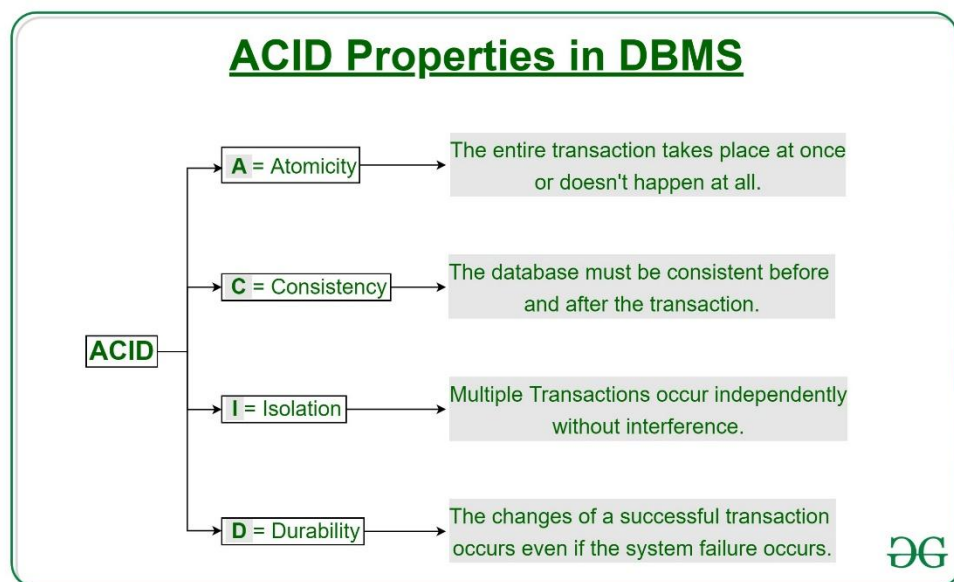 ACID Properties in DBMS
A = Atomicity
The entire transaction takes place at once
or doesn't happen at all.
C = Consistency
The database must be consistent before
and after the transaction.
ACID
I = Isolation
Multiple Transactions occur independently
without interference.
D = Durability
The changes of a successful transaction
occurs even if the system failure occurs.